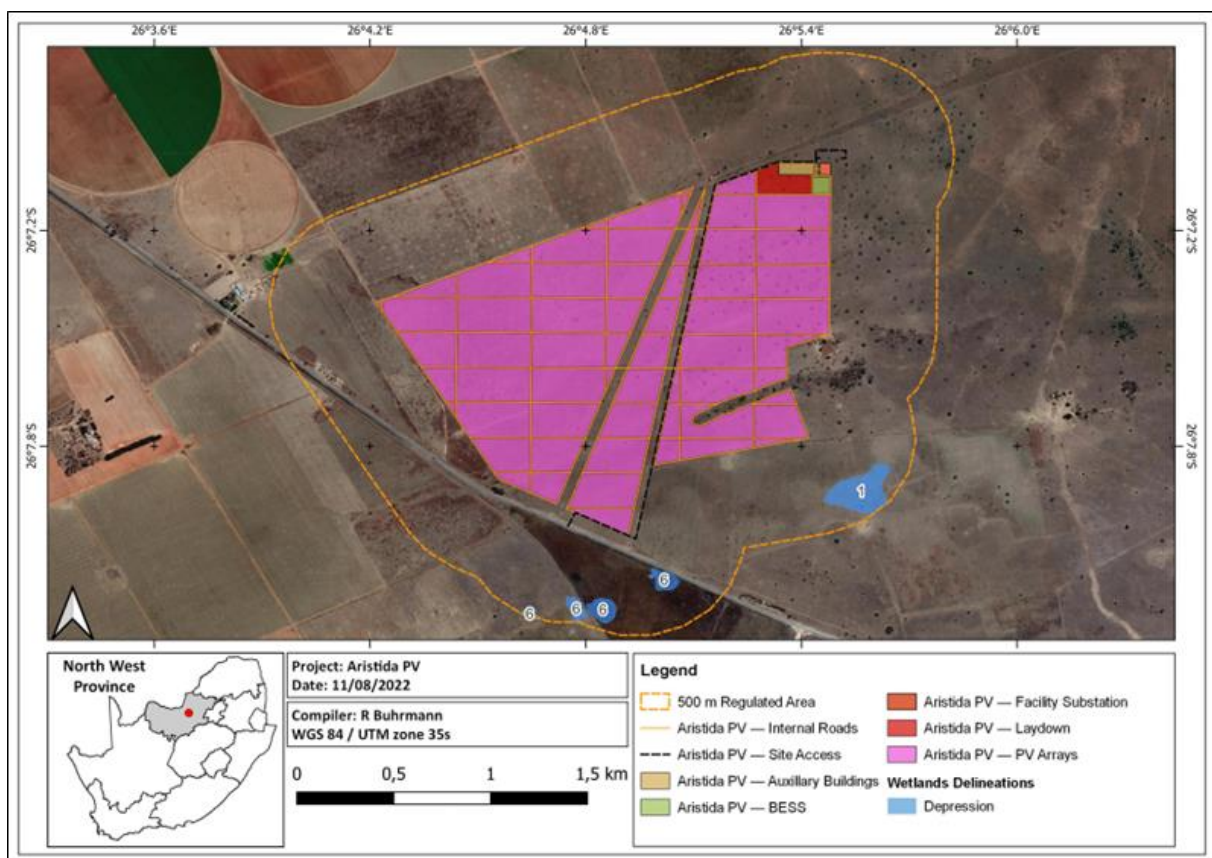 26°3.6'E 26°4.2'E 26°4.8'E 26°5.4'E 26°6.0'E
26°7.2'S 26°7.2'S
26°7.8'S 26°7.8'S
1
6
6 6 6
North West
Province
Project: Aristida PV
Date: 11/08/2022
Compiler: R Buhrmann
WGS 84 / UTM zone 35s
0 0,5 1 1,5 km
Legend
500 m Regulated Area
Aristida PV — Internal Roads
Aristida PV — Site Access
Aristida PV — Auxillary Buildings
Aristida PV — BESS
Aristida PV — Facility Substation
Aristida PV — Laydown
Aristida PV — PV Arrays
Wetlands Delineations
Depression